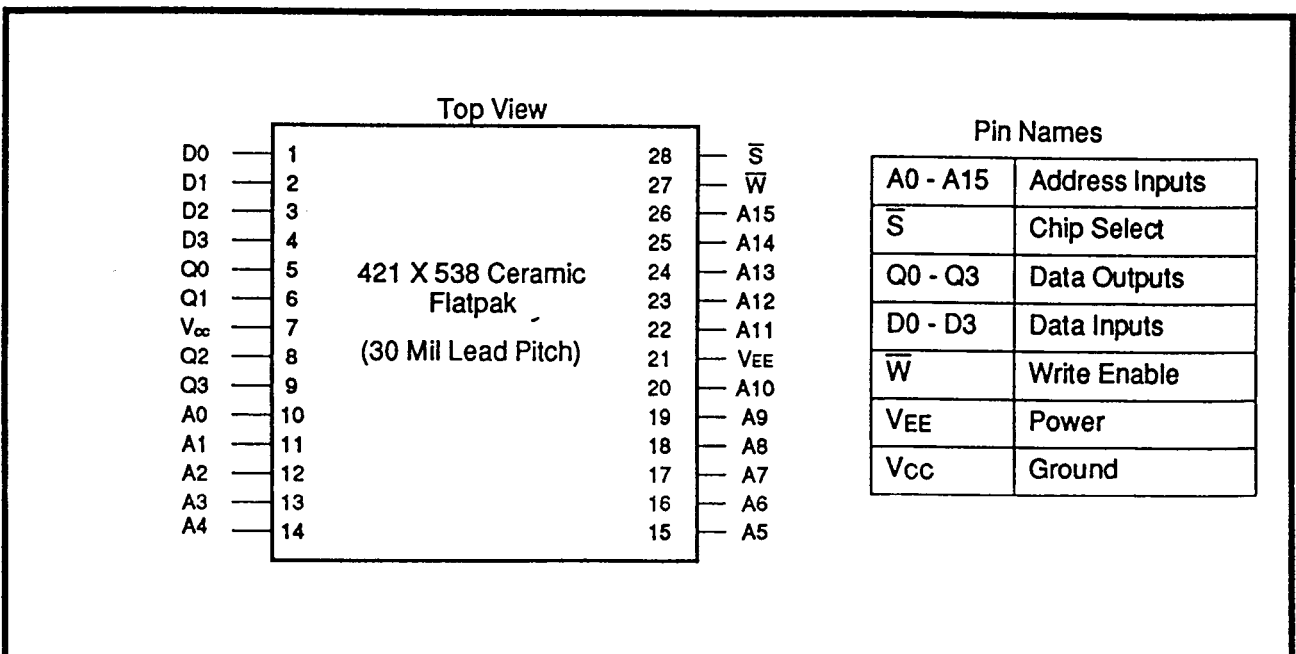 Top View
D0 1 28 S̅
D1 2 27 W̅
D2 3 26 A15
D3 4 25 A14
Q0 5 24 A13
Q1 6 23 A12
Vcc 7 22 A11
Q2 8 21 VEE
Q3 9 20 A10
A0 10 19 A9
A1 11 18 A8
A2 12 17 A7
A3 13 16 A6
A4 14 15 A5
421 X 538 Ceramic
Flatpak
(30 Mil Lead Pitch)
Pin Names
A0 - A15 Address Inputs
S̅ Chip Select
Q0 - Q3 Data Outputs
D0 - D3 Data Inputs
W̅ Write Enable
VEE Power
Vcc Ground